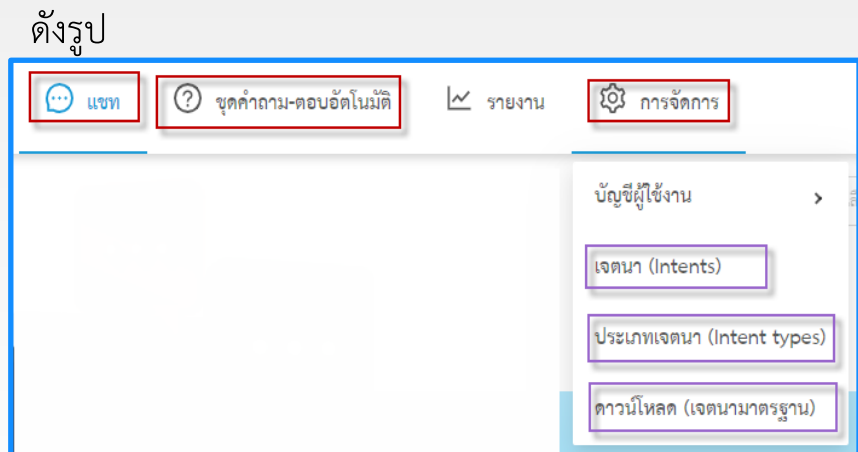 ดังรูป
แชท ชุดคำถาม-ตอบอัตโนมัติ รายงาน การจัดการ
บัญชีผู้ใช้งาน
เจตนา (Intents)
ประเภทเจตนา (Intent types)
ดาวน์โหลด (เจตนามาตรฐาน)